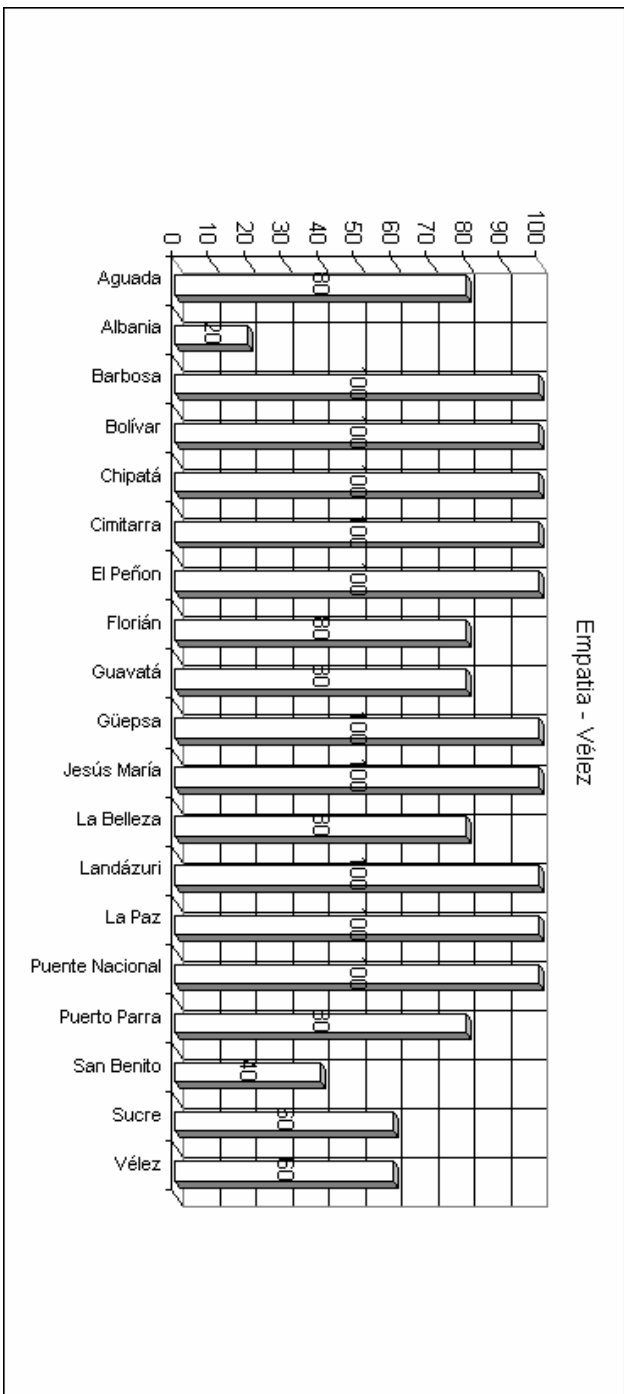 Empatia - Vélez
100
90
80
70
60
50
40
30
20
10
0
Aguada
80
Albania
20
Barbosa
100
Bolívar
100
Chipatá
100
Cimitarra
100
El Peñon
100
Florián
80
Guavatá
80
Güepsa
100
Jesús María
100
La Belleza
80
Landázuri
100
La Paz
100
Puente Nacional
100
Puerto Parra
80
San Benito
40
Sucre
60
Vélez
60